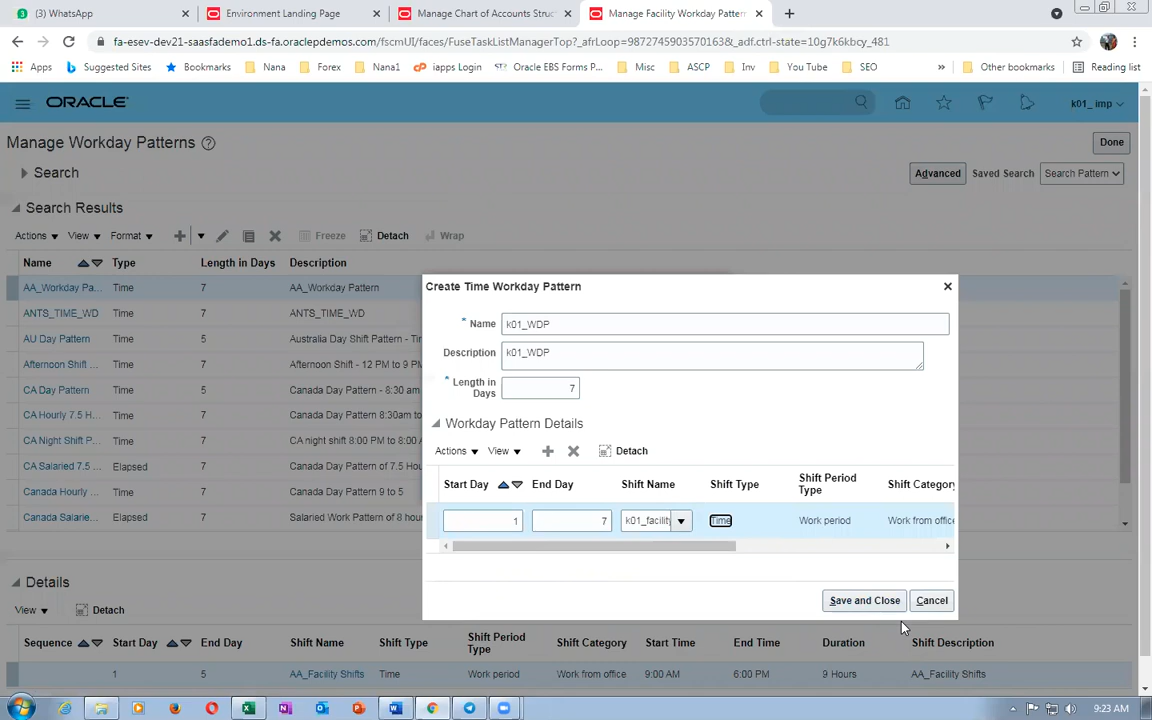 (3) WhatsApp
Environment Landing Page
Manage Chart of Accounts Struct
Manage Facility Workday Pattern
fa-esev-dev21-saasfademo1.ds-fa.oraclepdemos.com/fscmUI/faces/FuseTaskListManagerTop?_afrLoop=98727459035701638&_adf.ctrl-state=10g7k6kbcy_481
Apps Suggested Sites Bookmarks Nana Forex Nana1 iapps Login Oracle EBS Forms P... Misc ASCP Inv You Tube SEO » Other bookmarks Reading list
ORACLE k01_ imp
Manage Workday Patterns ? Done
Search Advanced Saved Search Search Pattern
Search Results
Actions View Format Freeze Detach Wrap
Name Type Length in Days Description
AA_Workday Pa... Time 7 AA_Workday Pattern
ANTS_TIME_WD Time 7 ANTS_TIME_WD
AU Day Pattern Time 5 Australia Day Shift Pattern - Tim
Afternoon Shift ... Time 7 Afternoon Shift - 12 PM to 9 PM
CA Day Pattern Time 5 Canada Day Pattern - 8:30 am
CA Hourly 7.5 H... Time 7 Canada Day Pattern 8:30am to
CA Night Shift P... Time 7 CA night shift 8:00 PM to 8:00
CA Salaried 7.5 ... Elapsed 7 Canada Day Pattern of 7.5 Hour
Canada Hourly ... Time 7 Canada Day Pattern 9 to 5
Canada Salarie... Elapsed 7 Salaried Work Pattern of 8 hour
Create Time Workday Pattern
* Name k01_WDP
Description k01_WDP
* Length in Days 7
Workday Pattern Details
Actions View Detach
Start Day End Day Shift Name Shift Type Shift Period Type Shift Category
1 7 k01_facility Time Work period Work from office
Save and Close Cancel
Details
View Detach
Sequence Start Day End Day Shift Name Shift Type Shift Period Type Shift Category Start Time End Time Duration Shift Description
1 5 AA_Facility Shifts Time Work period Work from office 9:00 AM 6:00 PM 9 Hours AA_Facility Shifts
9:23 AM